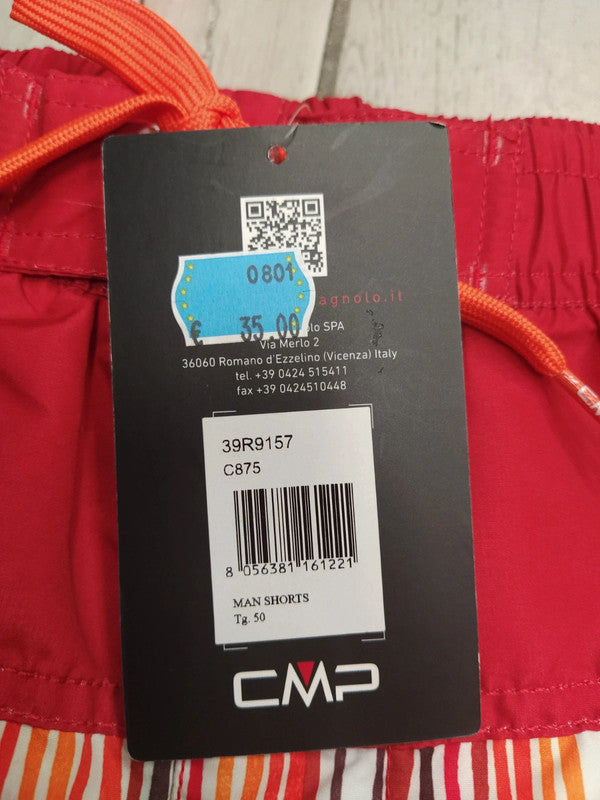 0801
€ 35.00
agnolo.it
olo SPA
Via Merlo 2
36060 Romano d'Ezzelino (Vicenza) Italy
tel. +39 0424 515411
fax +39 0424510448
39R9157
C875
8 056381 161221
MAN SHORTS
Tg. 50
CMP